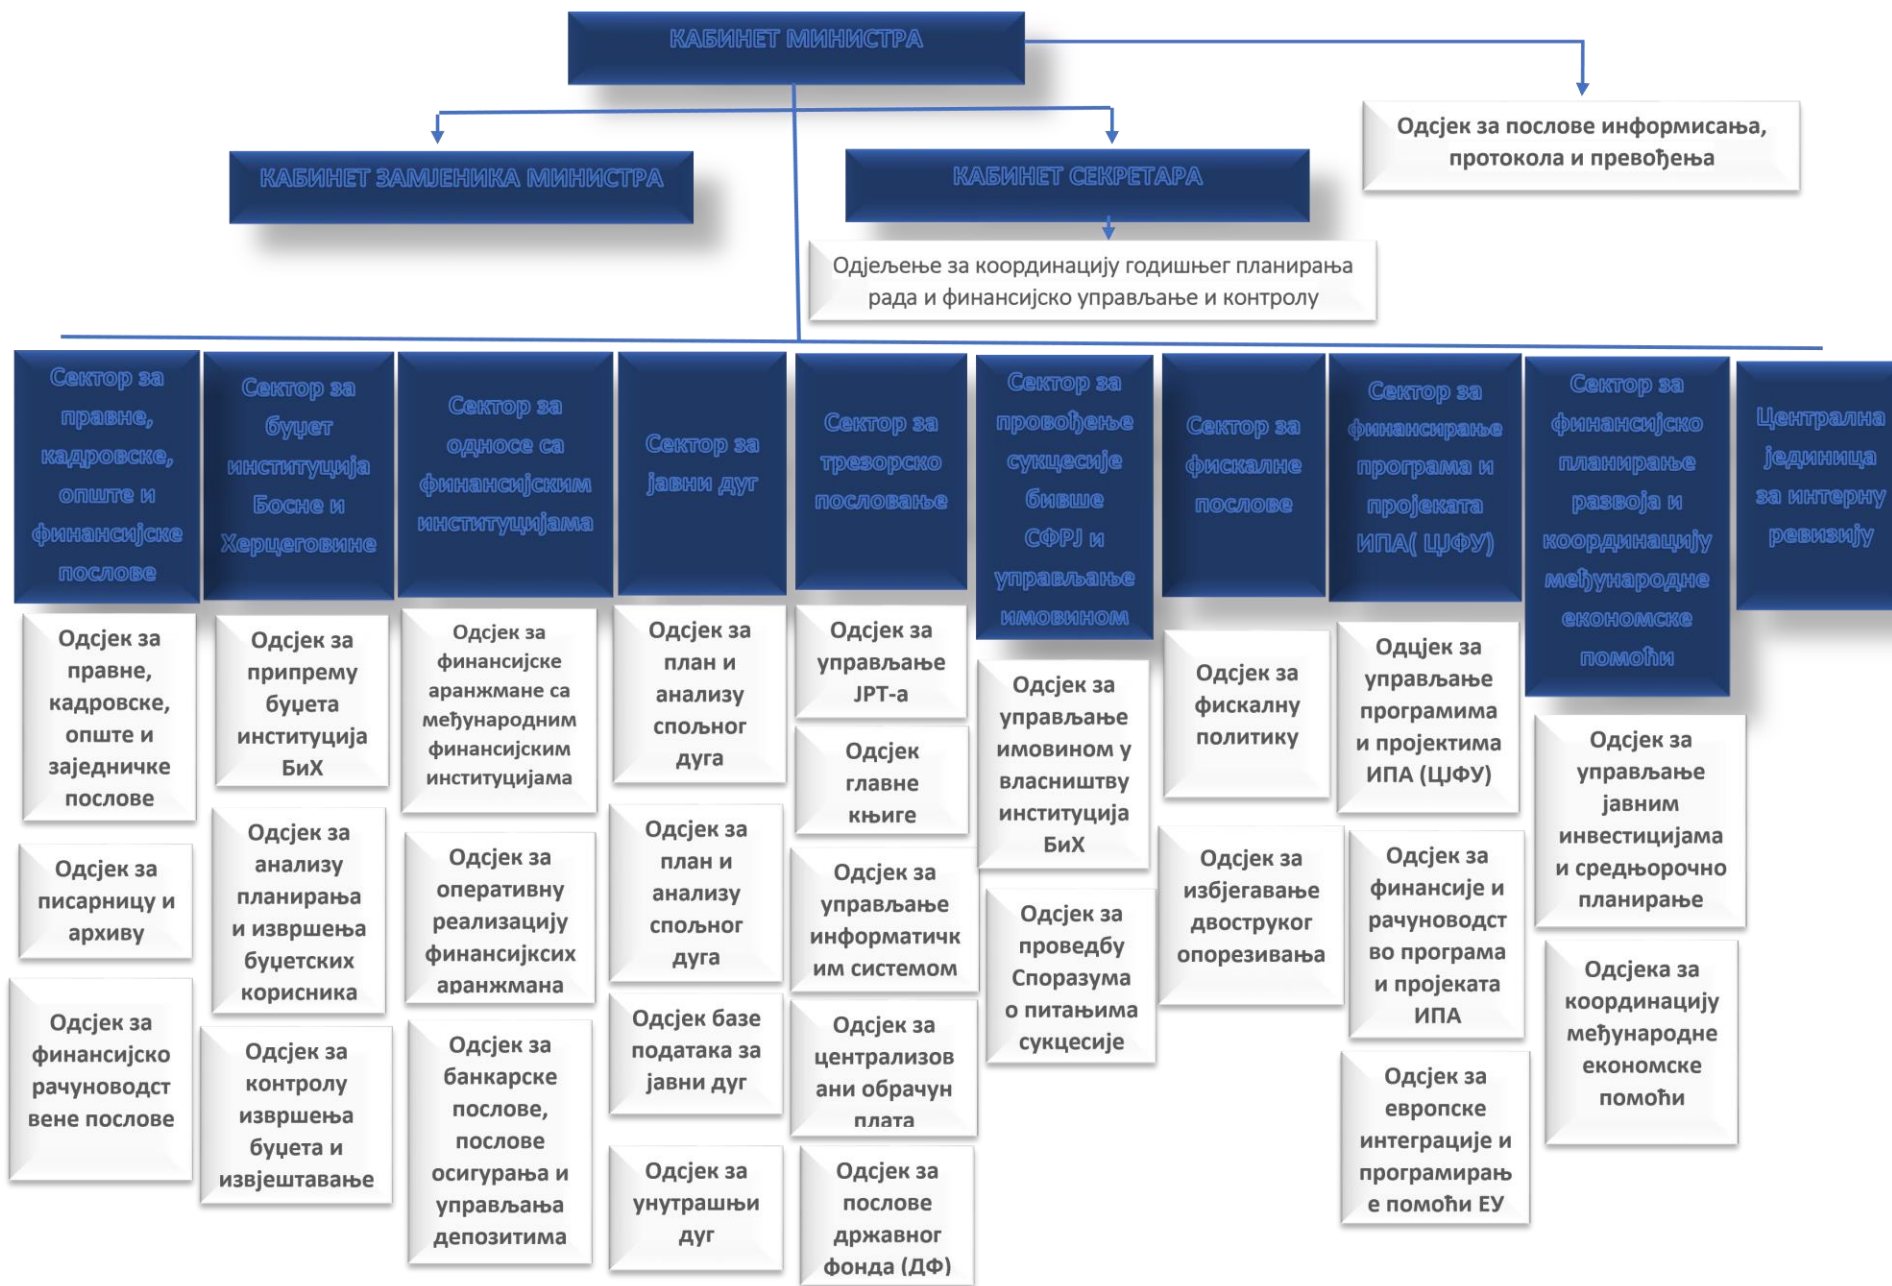 КАБИНЕТ МИНИСТРА
Одсјек за послове информисања,
протокола и превођења
КАБИНЕТ ЗАМЈЕНИКА МИНИСТРА
КАБИНЕТ СЕКРЕТАРА
Одјељење за координацију годишњег планирања
рада и финансијско управљање и контролу
Сектор за
правне,
кадровске,
опште и
финансијске
послове
Одсјек за
правне,
кадровске,
опште и
заједничке
послове
Одсјек за
писарницу и
архиву
Одсјек за
финансијско
рачуноводст
вене послове
Сектор за
буџет
институција
Босне и
Херцеговине
Одсјек за
припрему
буџета
институција
БиХ
Одсјек за
анализу
планирања
и извршења
буџетских
корисника
Одсјек за
контролу
извршења
буџета и
извјештавање
Сектор за
односе са
финансијским
институцијама
Одсјек за
финансијске
аранжмане са
међународним
финансијским
институцијама
Одсјек за
оперативну
реализацију
финансијксих
аранжмана
Одсјек за
банкарске
послове,
послове
осигурања и
управљања
депозитима
Сектор за
јавни дуг
Одсјек за
план и
анализу
спољног
дуга
Одсјек за
план и
анализу
спољног
дуга
Одсјек базе
података за
јавни дуг
Одсјек за
унутрашњи
дуг
Сектор за
трезорско
пословање
Одсјек за
управљање
ЈРТ-а
Одсјек
главне
књиге
Одсјек за
управљање
информатичк
им системом
Одсјек за
централизов
ани обрачун
плата
Одсјек за
послове
државног
фонда (ДФ)
Сектор за
провођење
сукцесије
бивше
СФРЈ и
управљање
имовином
Одсјек за
управљање
имовином у
власништву
институција
БиХ
Одсјек за
проведбу
Споразума
о питањима
сукцесије
Сектор за
фискалне
послове
Одсјек за
фискалну
политику
Одсјек за
избјегавање
двоструког
опорезивања
Сектор за
финансирање
програма и
пројеката
ИПА( ЦЈФУ)
Одцјек за
управљање
програмима
и пројектима
ИПА (ЦЈФУ)
Одсјек за
финансије и
рачуноводст
во програма
и пројеката
ИПА
Одсјек за
европске
интеграције и
програмирањ
е помоћи ЕУ
Сектор за
финансијско
планирање
развоја и
координацију
међународне
економске
помоћи
Одсјек за
управљање
јавним
инвестицијама
и средњорочно
планирање
Одсјека за
координацију
међународне
економске
помоћи
Централна
јединица
за интерну
ревизију